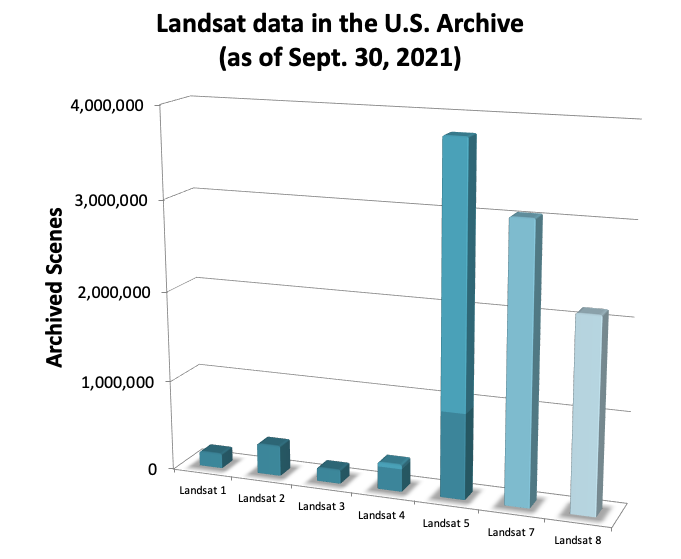 Landsat data in the U.S. Archive
(as of Sept. 30, 2021)
4,000,000
3,000,000
2,000,000
1,000,000
0
Archived Scenes
Landsat 1
Landsat 2
Landsat 3
Landsat 4
Landsat 5
Landsat 7
Landsat 8